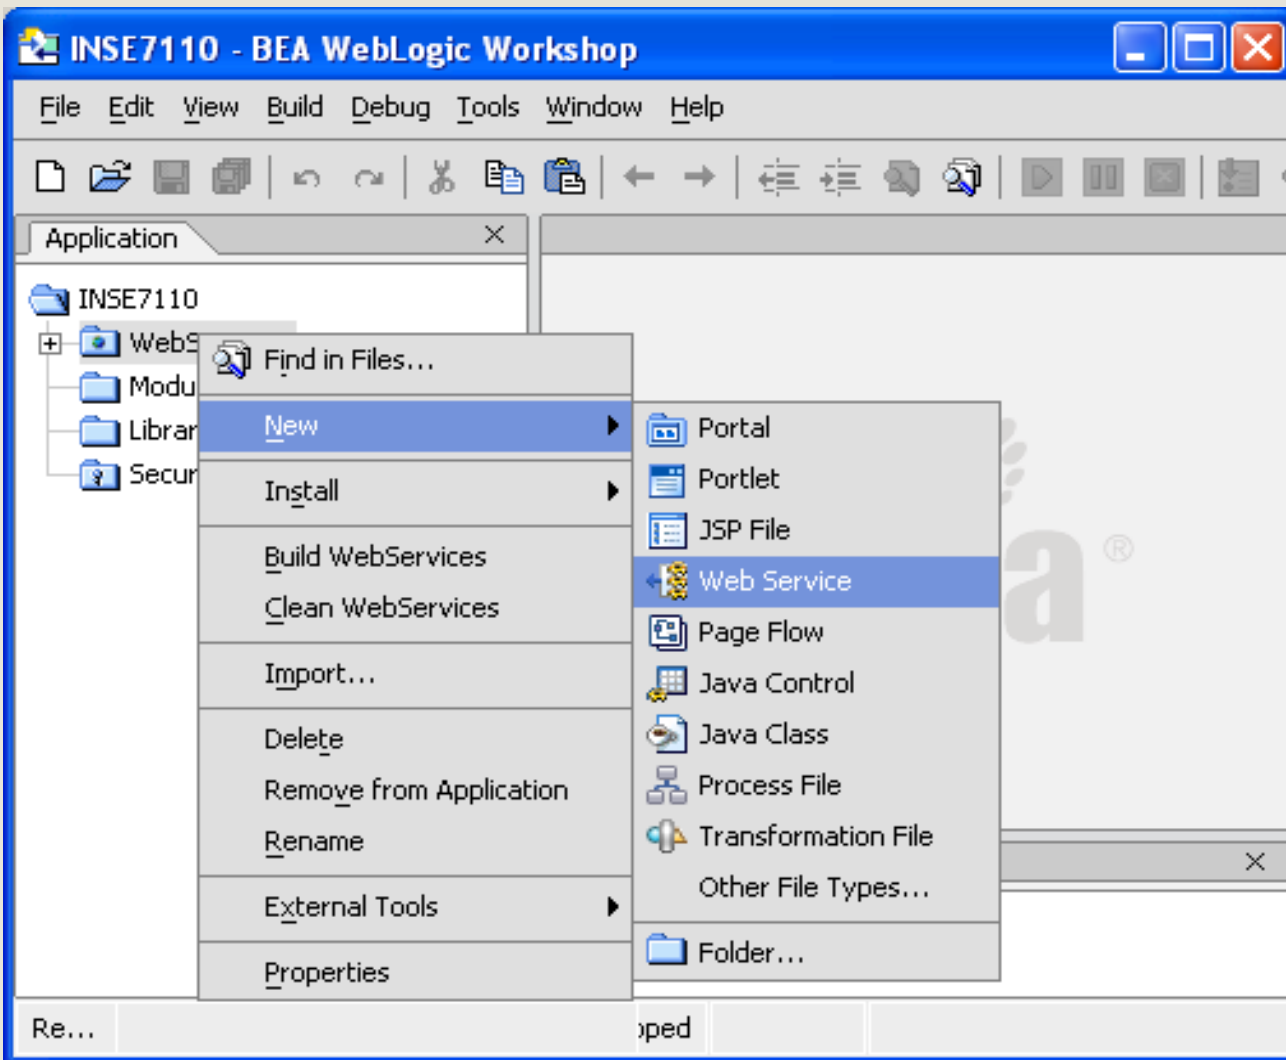 INSE7110 - BEA WebLogic Workshop
File Edit View Build Debug Tools Window Help
Application
INSE7110
WebS
Modu
Librar
Secur
Find in Files...
New
Install
Build WebServices
Clean WebServices
Import...
Delete
Remove from Application
Rename
External Tools
Properties
Portal
Portlet
JSP File
Web Service
Page Flow
Java Control
Java Class
Process File
Transformation File
Other File Types...
Folder...
a ®
Re... pped